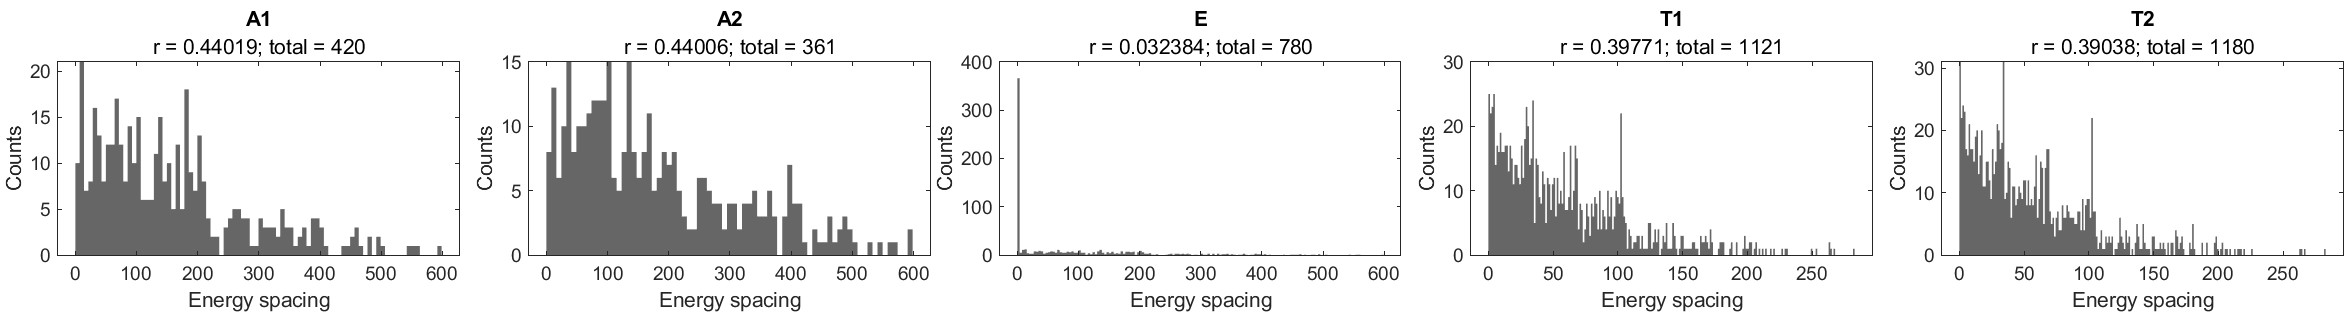 A1
r = 0.44019; total = 420
20
15
10
5
0
Counts
0 100 200 300 400 500 600
Energy spacing
A2
r = 0.44006; total = 361
15
10
5
0
Counts
0 100 200 300 400 500 600
Energy spacing
E
r = 0.032384; total = 780
400
300
200
100
0
Counts
0 100 200 300 400 500 600
Energy spacing
T1
r = 0.39771; total = 1121
30
20
10
0
Counts
0 50 100 150 200 250
Energy spacing
T2
r = 0.39038; total = 1180
30
20
10
0
Counts
0 50 100 150 200 250
Energy spacing